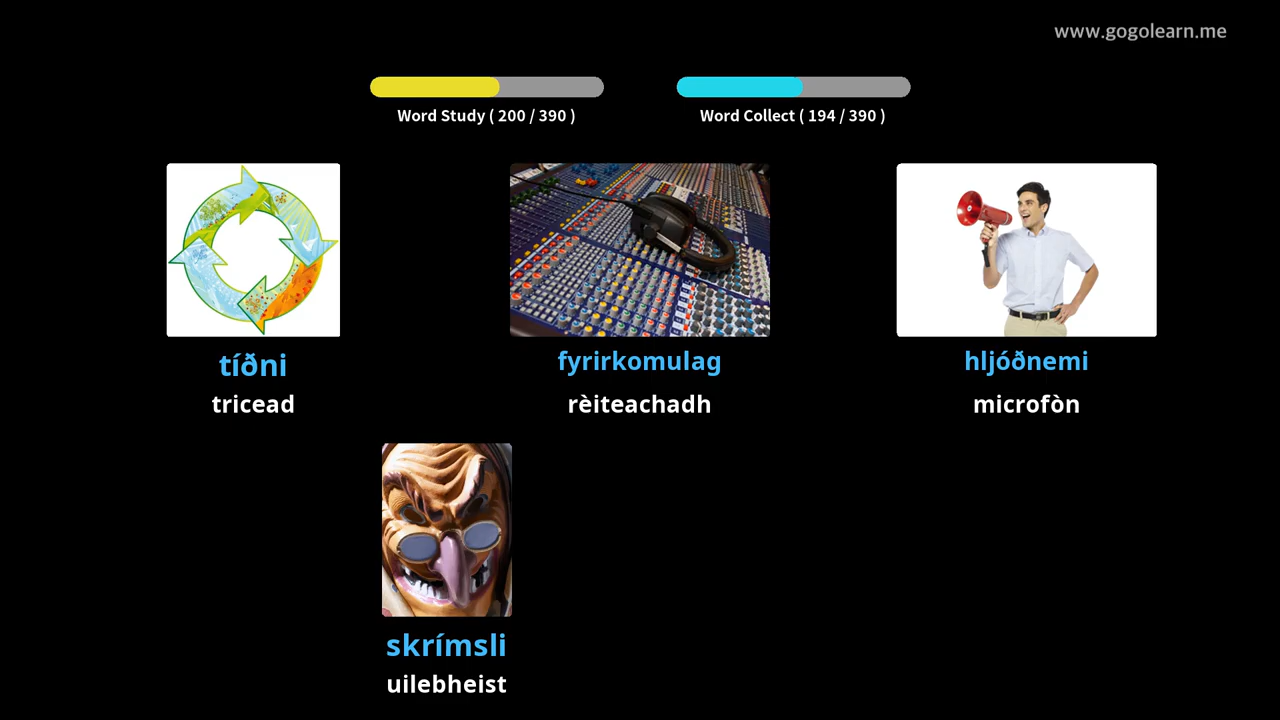 www.gogolearn.me
Word Study ( 200 / 390 )
Word Collect ( 194 / 390 )
tíðni
tricead
fyrirkomulag
rèiteachadh
hljóðnemi
microfòn
skrímsli
uilebheist